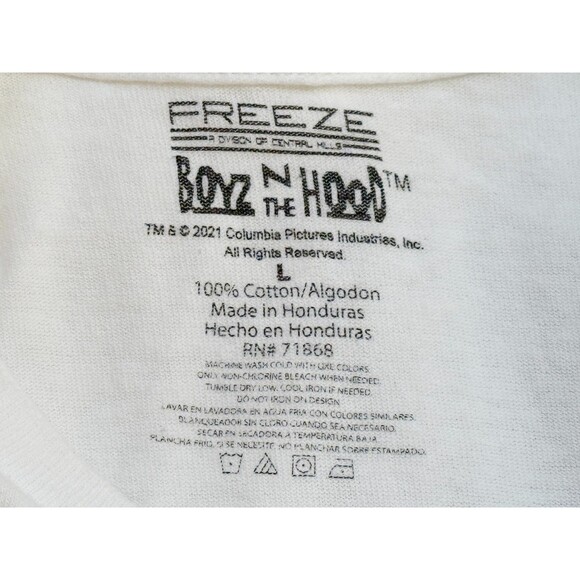 FREEZE
A DIVISION OF CENTRAL MILLS
BOYZ N THE HOOD™
TM & © 2021 Columbia Pictures Industries, Inc.
All Rights Reserved.
L
100% Cotton/Algodon
Made in Honduras
Hecho en Honduras
RN# 71868
MACHINE WASH COLD WITH LIKE COLORS.
ONLY NON-CHLORINE BLEACH WHEN NEEDED.
TUMBLE DRY LOW. COOL IRON IF NEEDED.
DO NOT IRON ON DESIGN
LAVAR EN LAVADORA EN AGUA FRIA CON COLORES SIMILARES.
BLANQUEADOR SIN CLORO CUANDO SEA NECESARIO.
SECAR EN SECADORA A TEMPERATURA BAJA.
PLANCHA FRIO, SI SE NECESITE. NO PLANCHAR SOBRE ESTAMPADO.